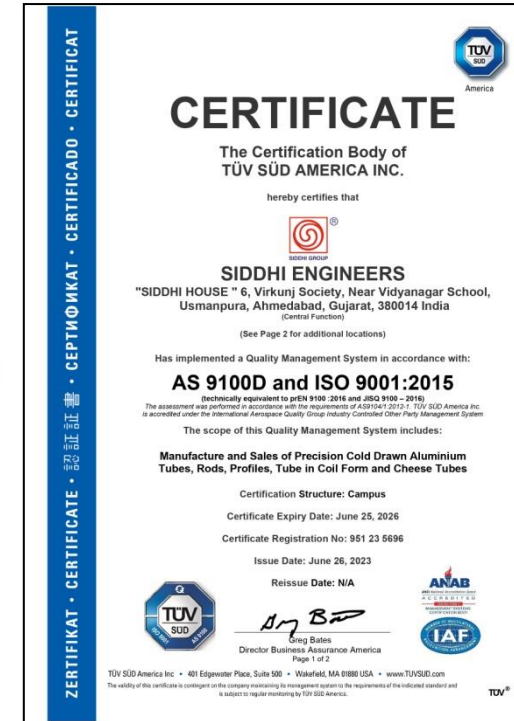 ZERTIFIKAT • CERTIFICATE • 認証証書 • СЕРТИФИКАТ • CERTIFICADO • CERTIFICAT
TÜV
SÜD
America
CERTIFICATE
The Certification Body of
TÜV SÜD AMERICA INC.
hereby certifies that
®
SIDDHI GROUP
SIDDHI ENGINEERS
"SIDDHI HOUSE " 6, Virkunj Society, Near Vidyanagar School,
Usmanpura, Ahmedabad, Gujarat, 380014 India
(Central Function)
(See Page 2 for additional locations)
Has implemented a Quality Management System in accordance with:
AS 9100D and ISO 9001:2015
(technically equivalent to prEN 9100 :2016 and JISQ 9100 – 2016)
The assessment was performed in accordance with the requirements of AS9104/1:2012-1. TÜV SÜD America Inc.
is accredited under the International Aerospace Quality Group Industry Controlled Other Party Management System
The scope of this Quality Management System includes:
Manufacture and Sales of Precision Cold Drawn Aluminium
Tubes, Rods, Profiles, Tube in Coil Form and Cheese Tubes
Certification Structure: Campus
Certificate Expiry Date: June 25, 2026
Certificate Registration No: 951 23 5696
Issue Date: June 26, 2023
Reissue Date: N/A
TÜV
SÜD
ISO 9001
AS 9100
Greg Bates
Director Business Assurance America
Page 1 of 2
ANAB
ACCREDITED
IAF
TÜV SÜD America Inc • 401 Edgewater Place, Suite 500 • Wakefield, MA 01880 USA • www.TUVSUD.com
The validity of this certificate is contingent on the company maintaining its management system to the requirements of the indicated standard and
is subject to regular monitoring by TÜV SÜD America.
TÜV®